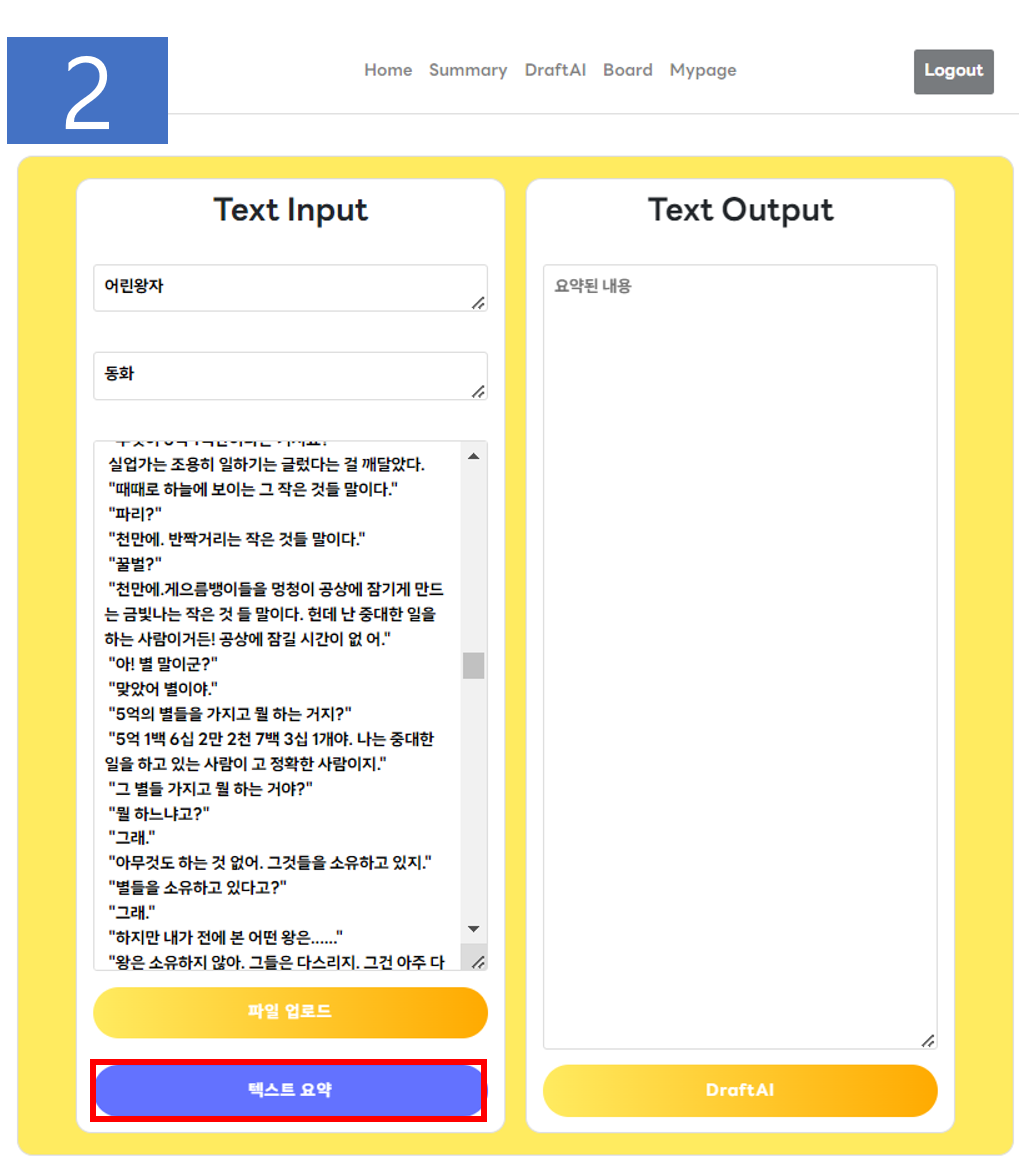 2
Home Summary DraftAI Board Mypage
Logout
Text Input
어린왕자
동화
실업가는 조용히 일하기는 글렀다는 걸 깨달았다.
"때때로 하늘에 보이는 그 작은 것들 말이다."
"파리?"
"천만에. 반짝거리는 작은 것들 말이다."
"꿀벌?"
"천만에.게으름뱅이들을 멍청이 공상에 잠기게 만드
는 금빛나는 작은 것 들 말이다. 헌데 난 중대한 일을
하는 사람이거든! 공상에 잠길 시간이 없 어."
"아! 별 말이군?"
"맞았어 별이야."
"5억의 별들을 가지고 뭘 하는 거지?"
"5억 1백 6십 2만 2천 7백 3십 1개야. 나는 중대한
일을 하고 있는 사람이 고 정확한 사람이지."
"그 별들 가지고 뭘 하는 거야?"
"뭘 하느냐고?"
"그래."
"아무것도 하는 것 없어. 그것들을 소유하고 있지."
"별들을 소유하고 있다고?"
"그래."
"하지만 내가 전에 본 어떤 왕은......"
"왕은 소유하지 않아. 그들은 다스리지. 그건 아주 다
파일 업로드
텍스트 요약
Text Output
요약된 내용
DraftAI